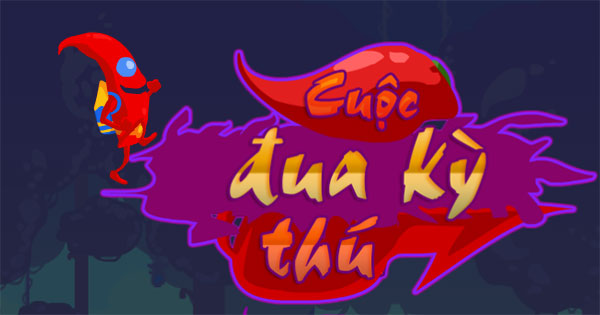 Cuộc
đua kỳ
thú